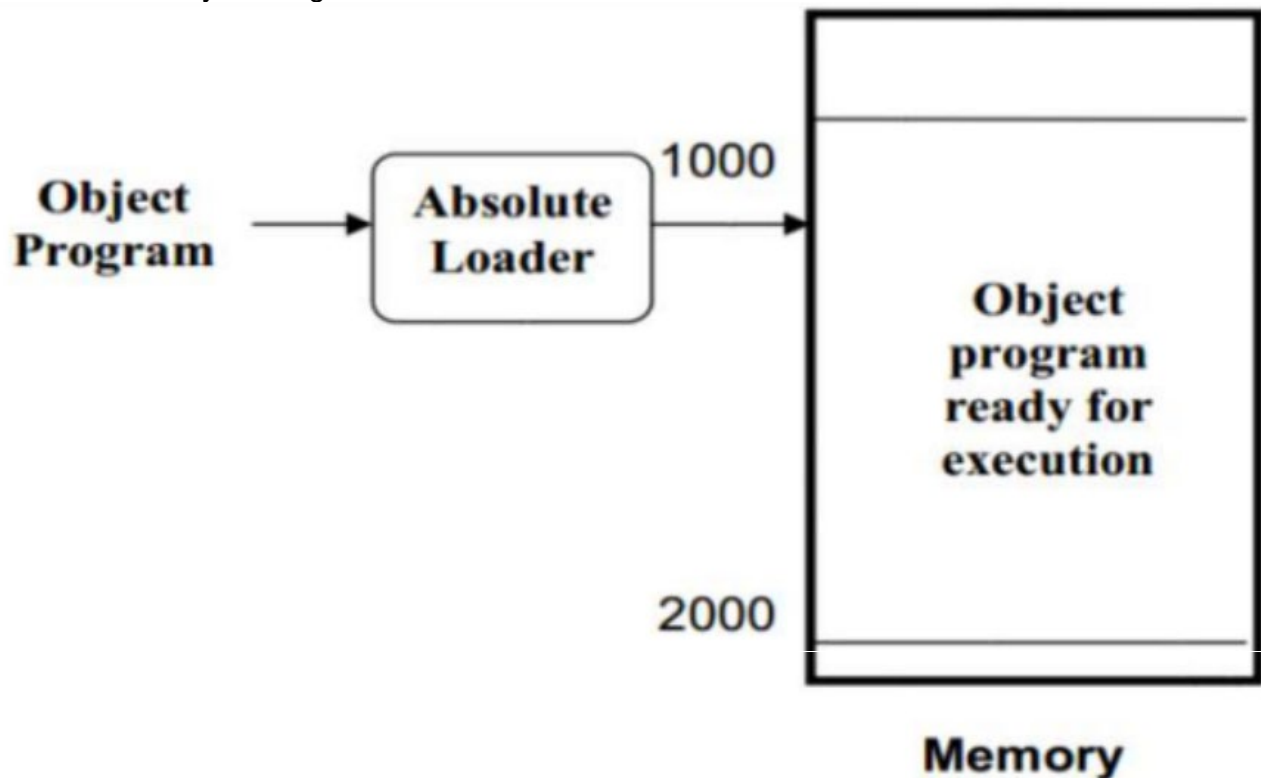 Object
Program
Absolute
Loader
1000
Object
program
ready for
execution
2000
Memory